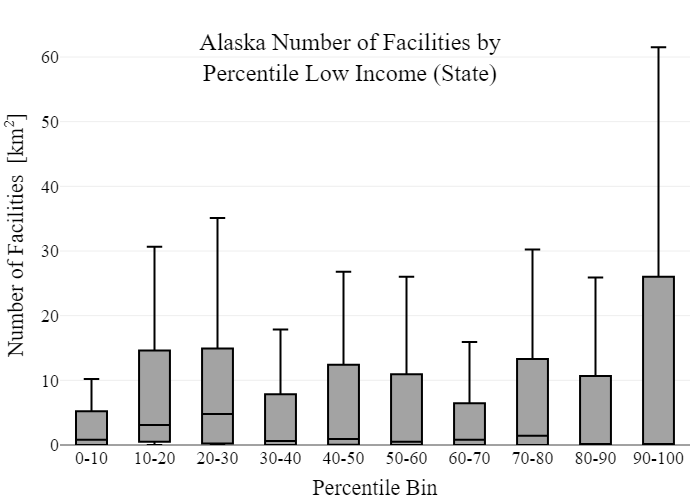 Alaska Number of Facilities by
Percentile Low Income (State)
Number of Facilities [km²]
60
50
40
30
20
10
0
0-10 10-20 20-30 30-40 40-50 50-60 60-70 70-80 80-90 90-100
Percentile Bin